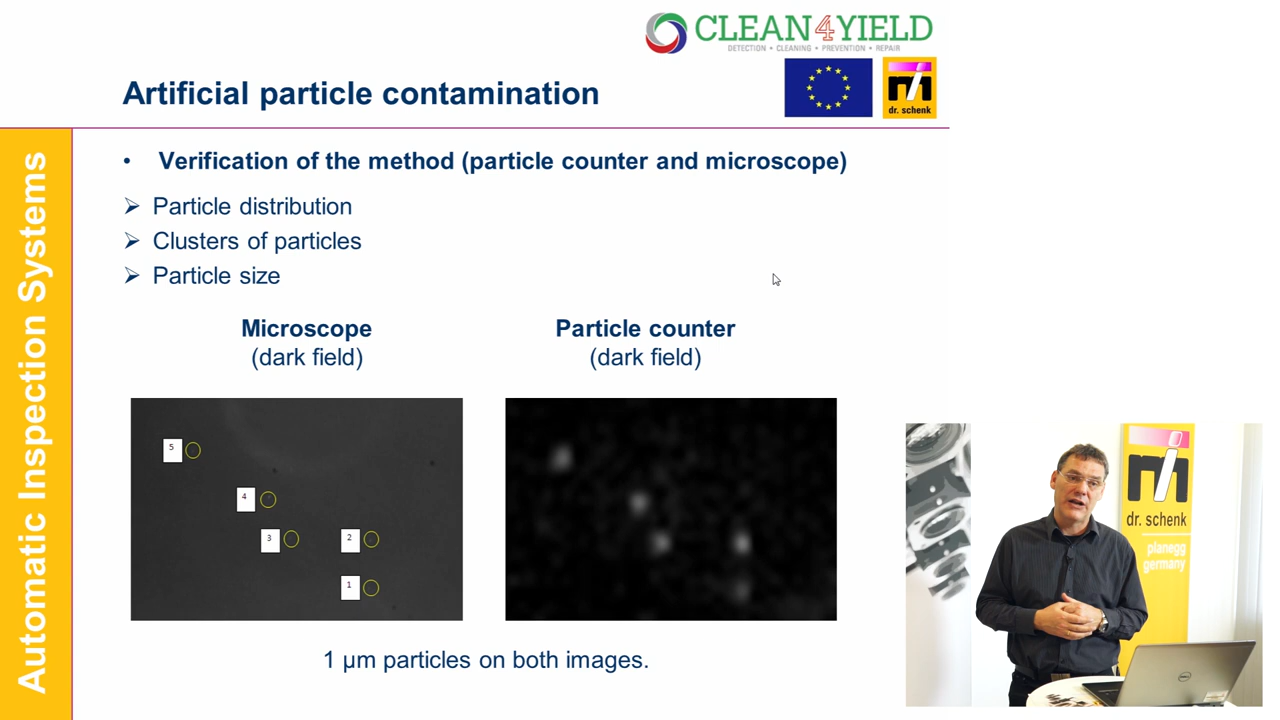 CLEAN4YIELD
DETECTION • CLEANING • PREVENTION • REPAIR
dr. schenk
Artificial particle contamination
Automatic Inspection Systems
• Verification of the method (particle counter and microscope)
Particle distribution
Clusters of particles
Particle size
Microscope
(dark field)
Particle counter
(dark field)
5
4
3
2
1
1 µm particles on both images.
dr. schenk
planegg
germany
DELL